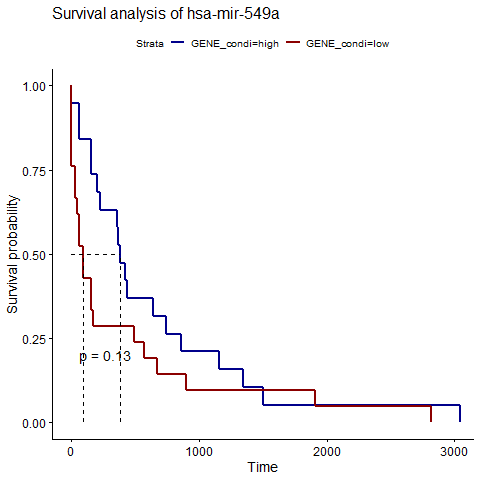 Survival analysis of hsa-mir-549a
Strata GENE_condi=high GENE_condi=low
Survival probability
1.00
0.75
0.50
0.25
0.00
p = 0.13
0 1000 2000 3000
Time